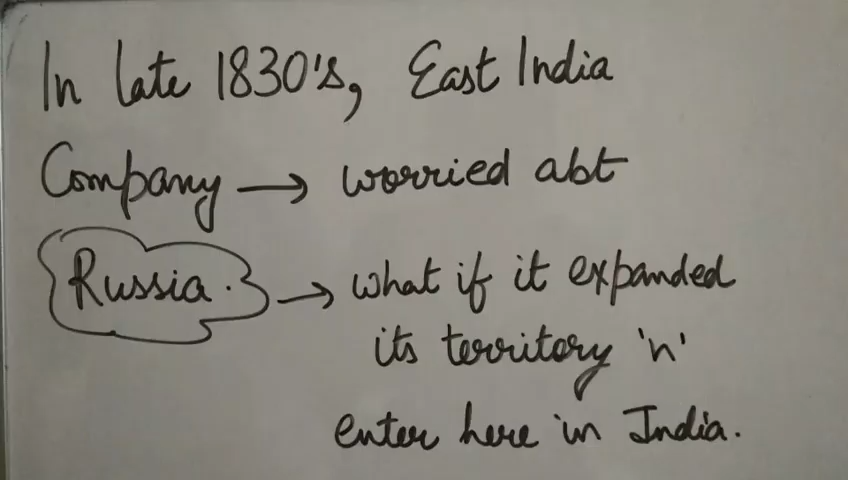 In late 1830's, East India
Company → worried abt
Russia. → what if it expanded
its territory 'n'
enter here in India.